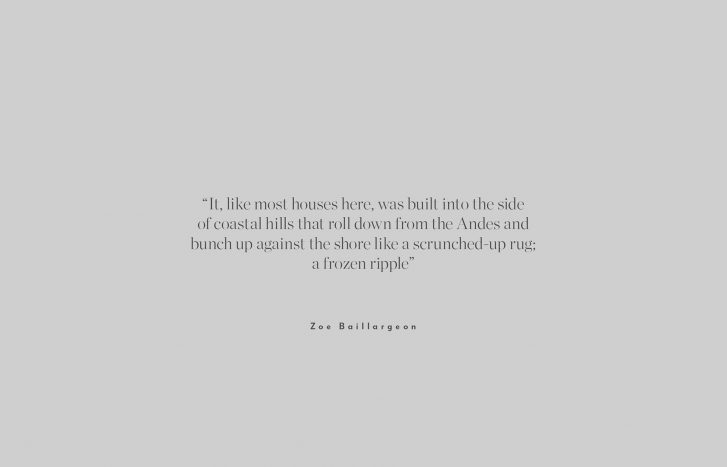 “It, like most houses here, was built into the side
of coastal hills that roll down from the Andes and
bunch up against the shore like a scrunched-up rug;
a frozen ripple”
Zoe Baillargeon